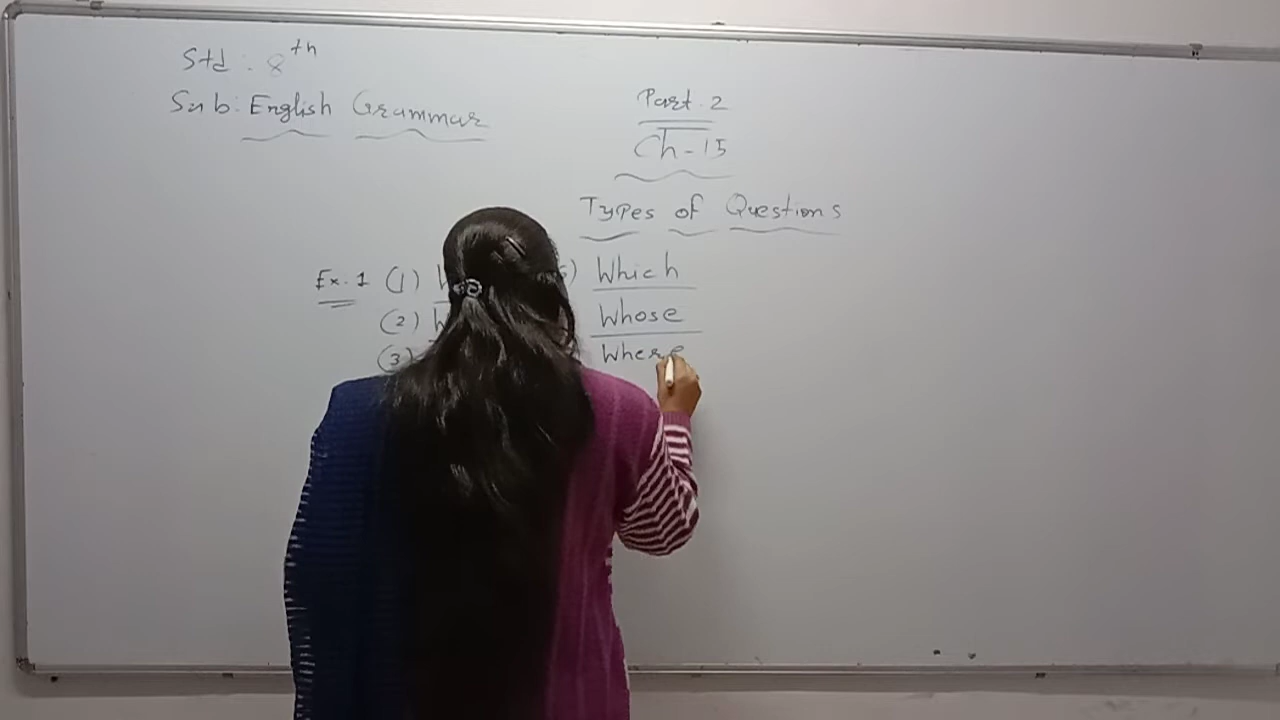 Std : 8th
Sub: English Grammar
Part. 2
Ch - 15
Types of Questions
Ex. 1 (1) Which
(2) Whose
(3) Where